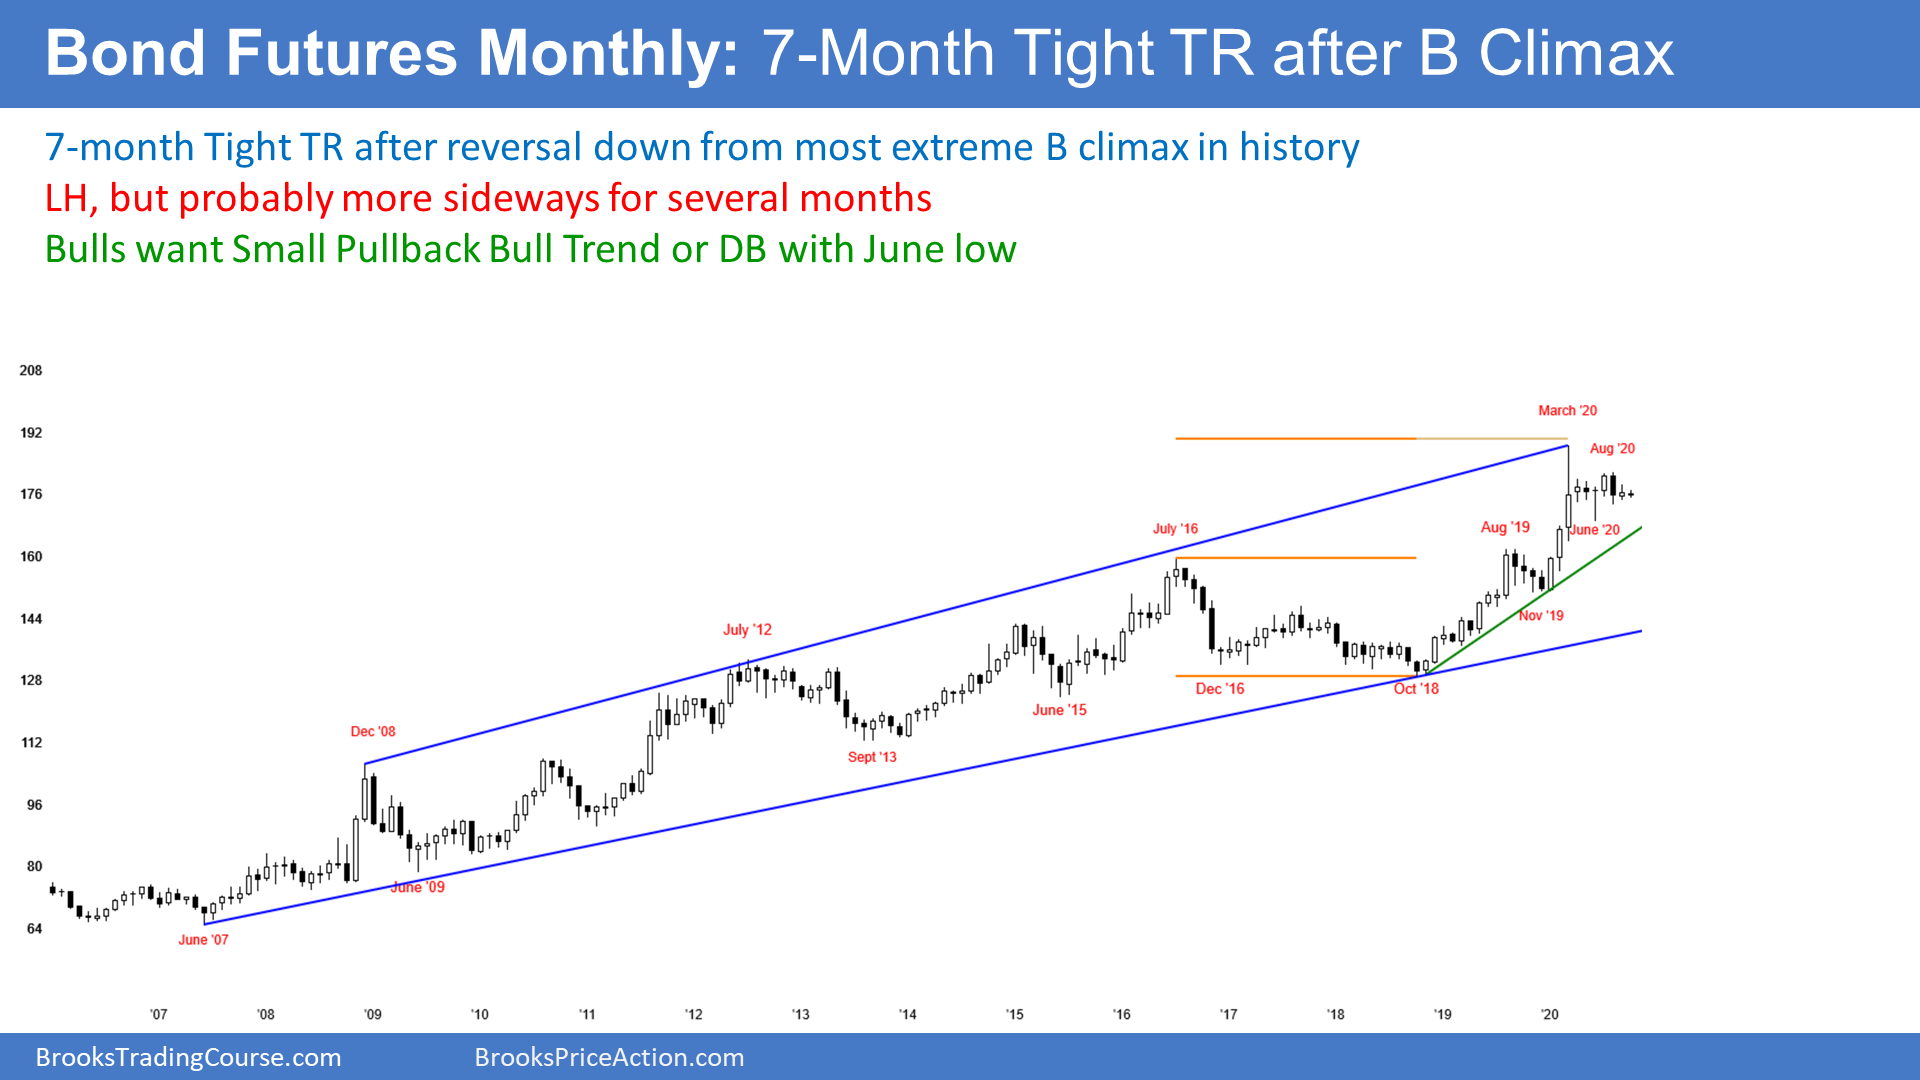 Bond Futures Monthly: 7-Month Tight TR after B Climax
7-month Tight TR after reversal down from most extreme B climax in history
LH, but probably more sideways for several months
Bulls want Small Pullback Bull Trend or DB with June low
208
March '20
192
Aug '20
176
July '16
Aug '19
June '20
160
144
Nov '19
July '12
128
Dec '16
Oct '18
June '15
Dec '08
112
Sept '13
96
80
June '09
64
June '07
'07 '08 '09 '10 '11 '12 '13 '14 '15 '16 '17 '18 '19 '20
BrooksTradingCourse.com BrooksPriceAction.com